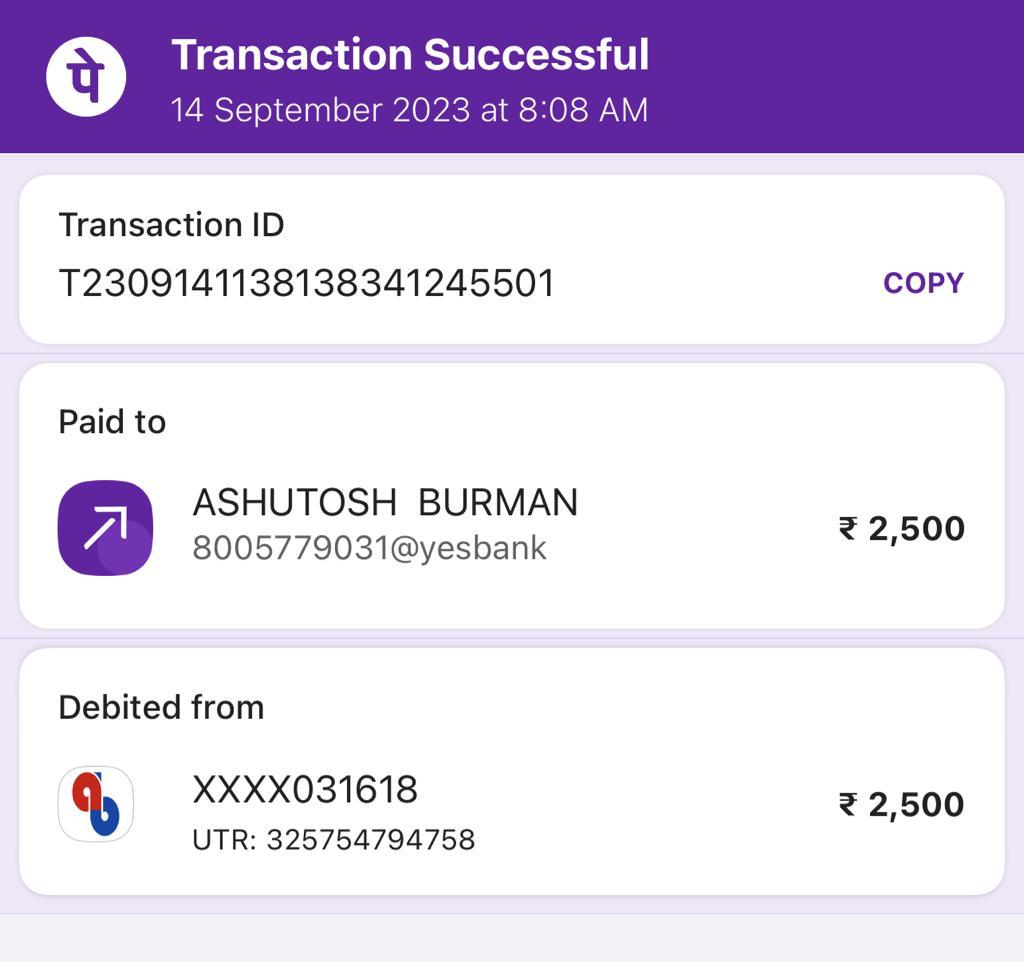 पे
Transaction Successful
14 September 2023 at 8:08 AM
Transaction ID
T2309141138138341245501
COPY
Paid to
ASHUTOSH BURMAN
8005779031@yesbank
₹ 2,500
Debited from
XXXX031618
UTR: 325754794758
₹ 2,500